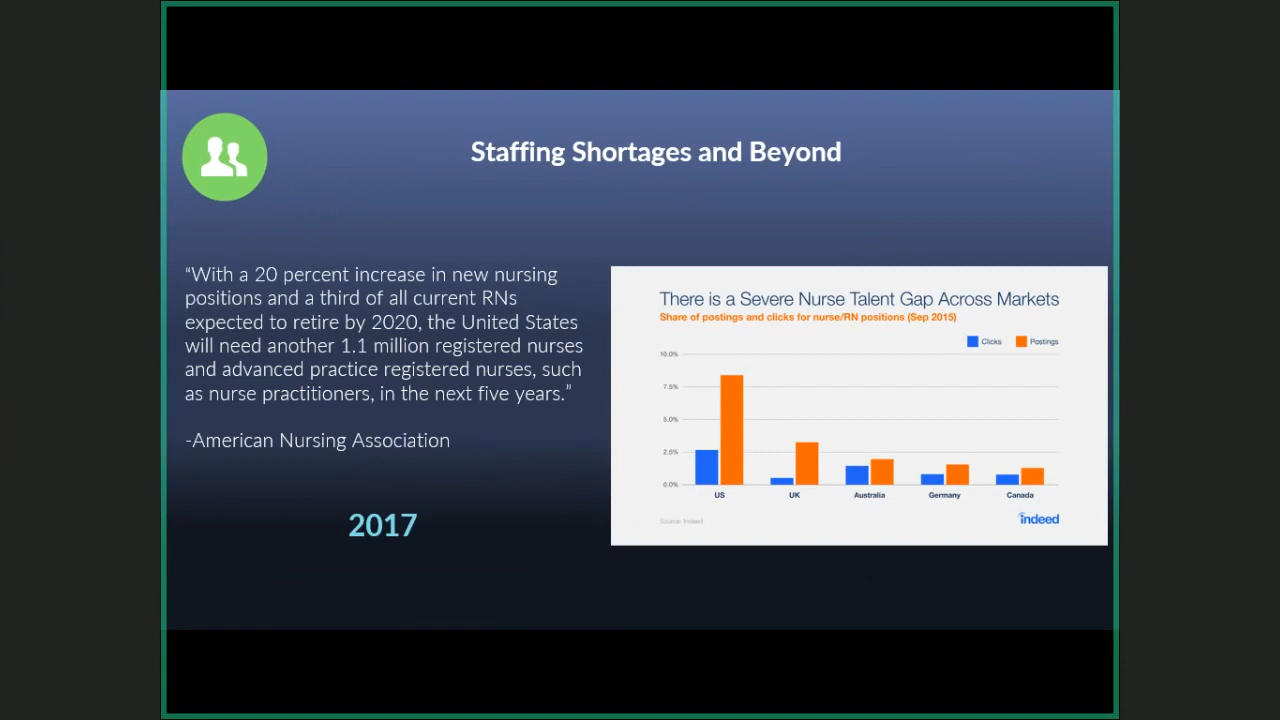 Staffing Shortages and Beyond
“With a 20 percent increase in new nursing
positions and a third of all current RNs
expected to retire by 2020, the United States
will need another 1.1 million registered nurses
and advanced practice registered nurses, such
as nurse practitioners, in the next five years.”
-American Nursing Association
2017
There is a Severe Nurse Talent Gap Across Markets
Share of postings and clicks for nurse/RN positions (Sep 2015)
Clicks Postings
10.0%
7.5%
5.0%
2.5%
0.0%
US UK Australia Germany Canada
Source: Indeed
indeed